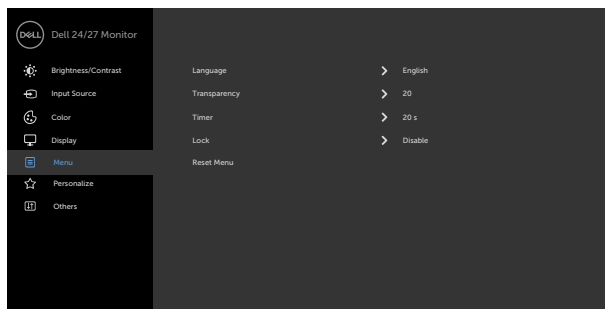 DELL Dell 24/27 Monitor
Brightness/Contrast Language English
Input Source Transparency 20
Color Timer 20 s
Display Lock Disable
Menu Reset Menu
Personalize
Others